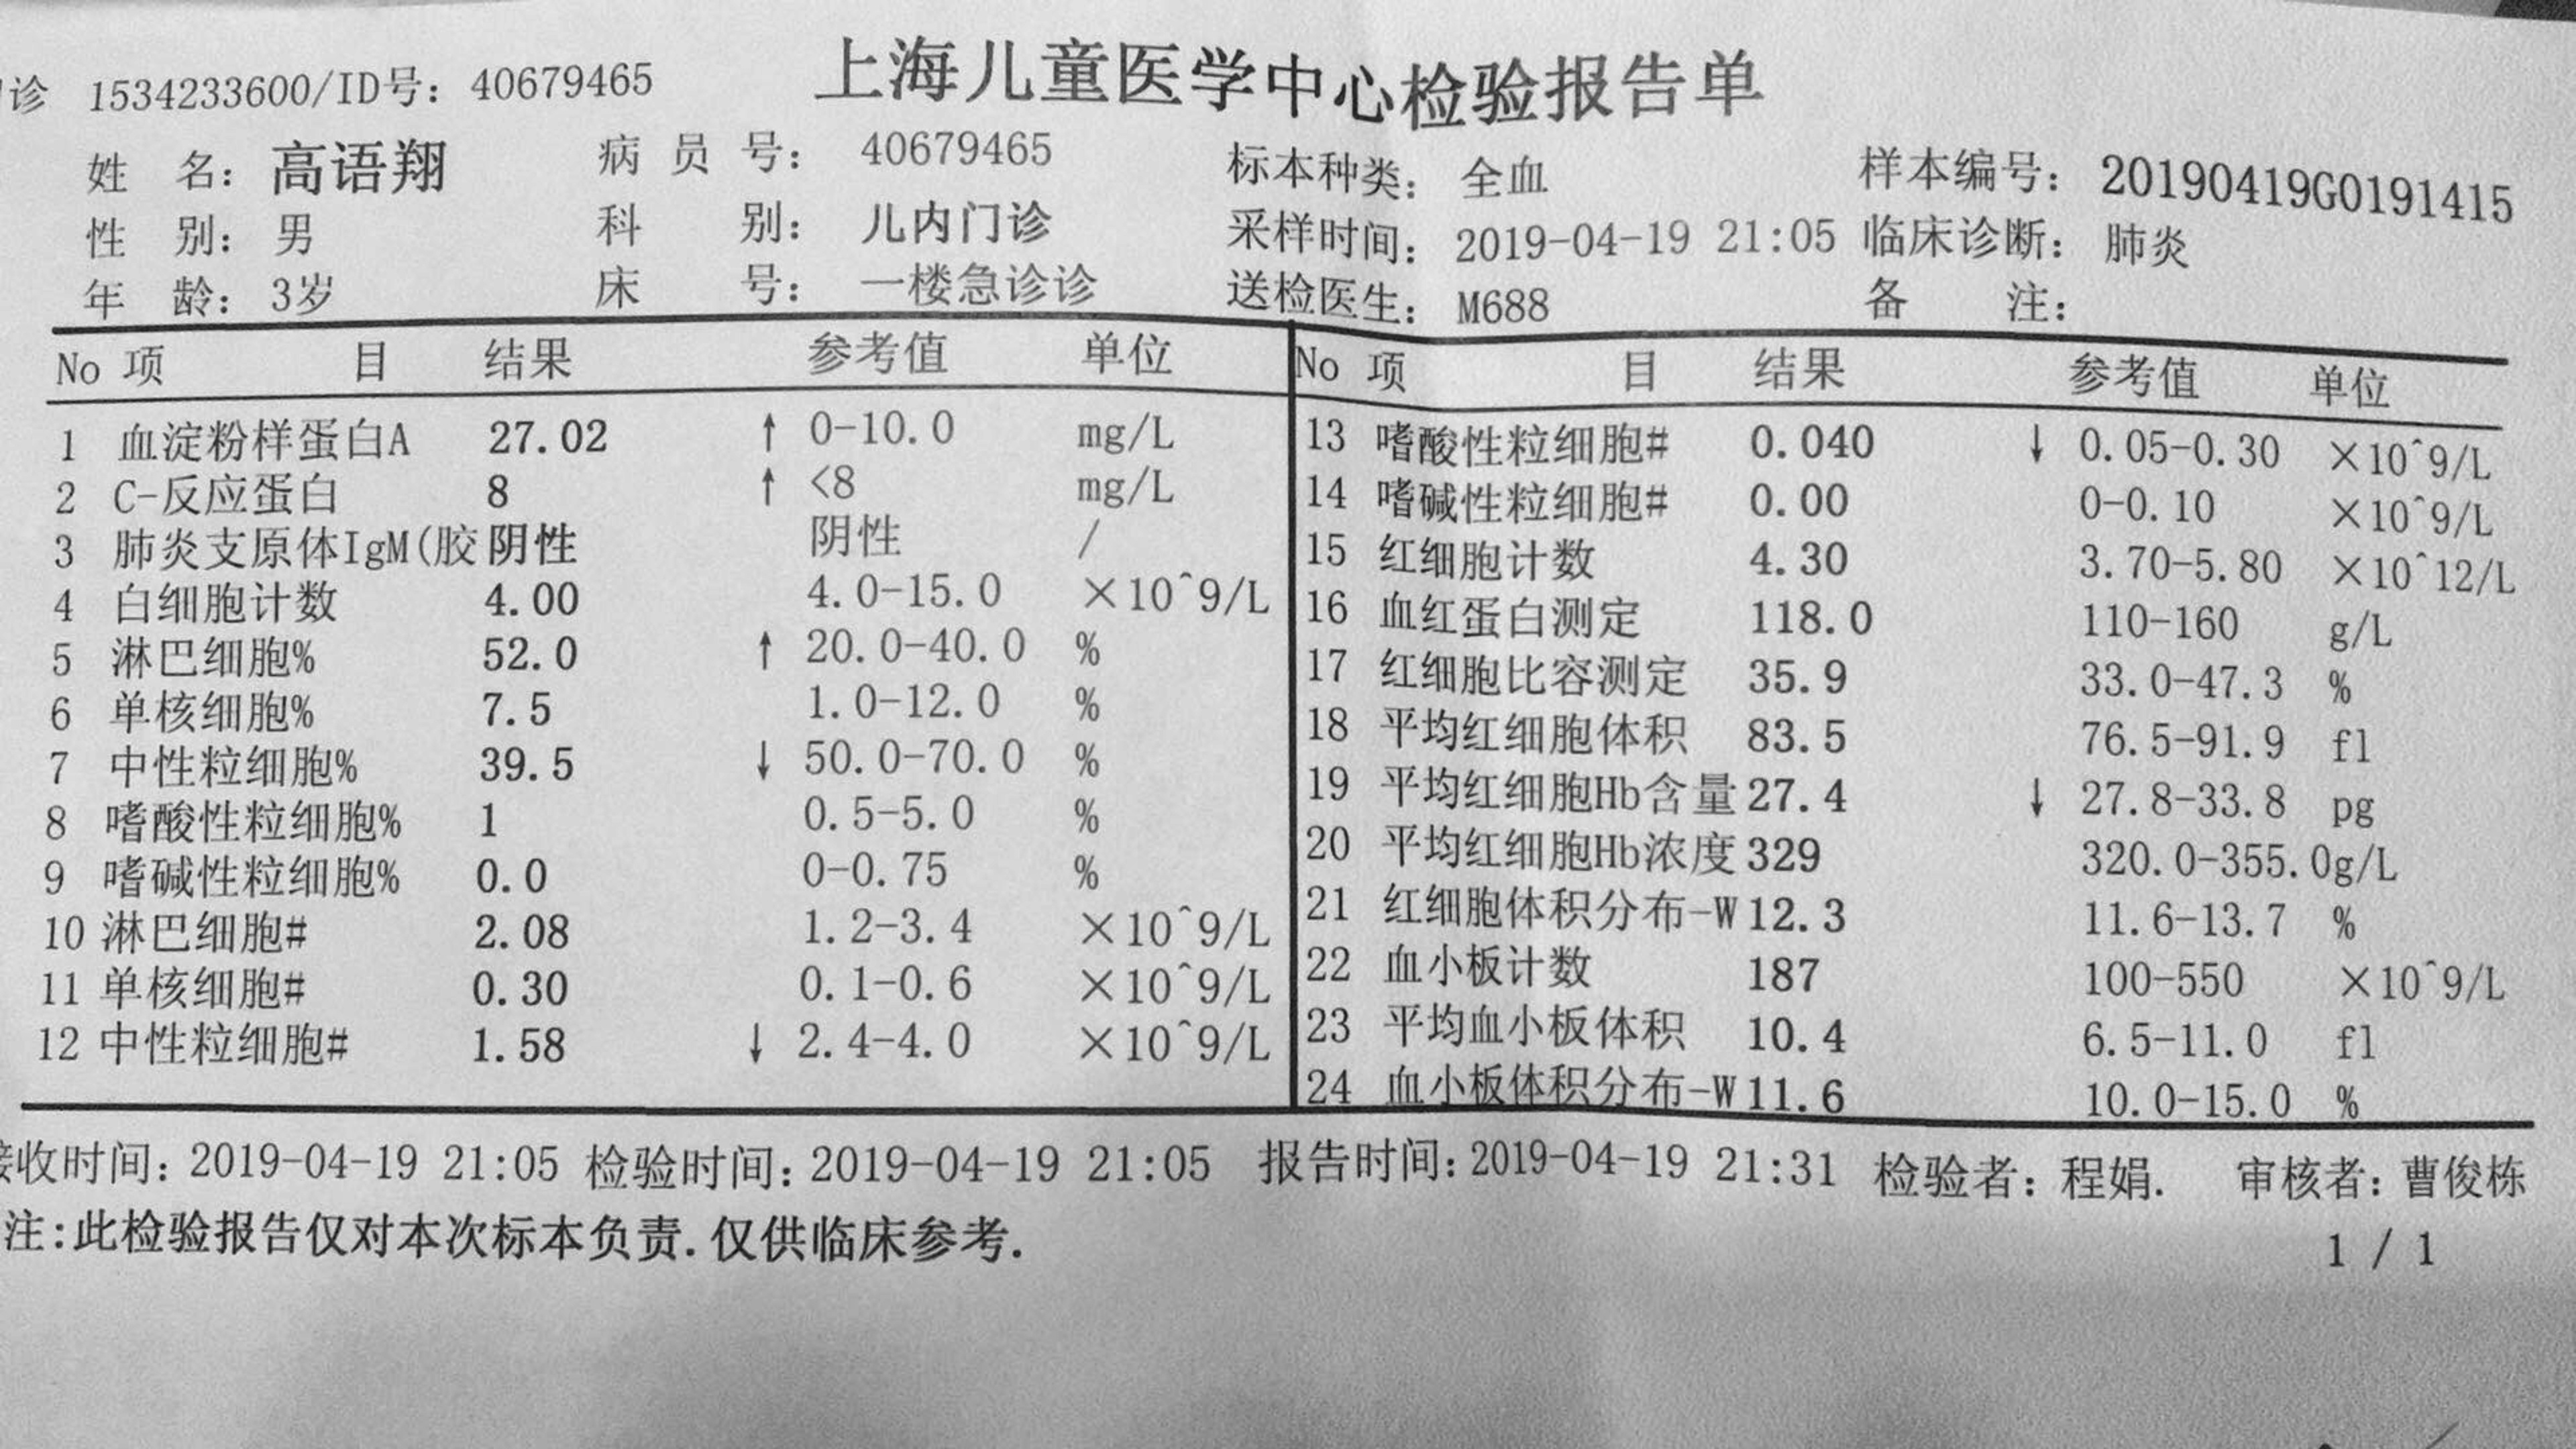 上海儿童医学中心检验报告单
诊 1534233600/ID号: 40679465
姓 名: 高语翔 病 员 号: 40679465 标本种类: 全血 样本编号: 20190419G0191415
性 别: 男 科 别: 儿内门诊 采样时间: 2019-04-19 21:05 临床诊断: 肺炎
年 龄: 3岁 床 号: 一楼急诊诊 送检医生: M688 备 注:
No 项 目 结果 参考值 单位
1 血淀粉样蛋白A 27.02 ↑ 0-10.0 mg/L
2 C-反应蛋白 8 ↑ <8 mg/L
3 肺炎支原体IgM(胶 阴性 阴性 /
4 白细胞计数 4.00 4.0-15.0 ×10^9/L
5 淋巴细胞% 52.0 ↑ 20.0-40.0 %
6 单核细胞% 7.5 1.0-12.0 %
7 中性粒细胞% 39.5 ↓ 50.0-70.0 %
8 嗜酸性粒细胞% 1 0.5-5.0 %
9 嗜碱性粒细胞% 0.0 0-0.75 %
10 淋巴细胞# 2.08 1.2-3.4 ×10^9/L
11 单核细胞# 0.30 0.1-0.6 ×10^9/L
12 中性粒细胞# 1.58 ↓ 2.4-4.0 ×10^9/L
No 项 目 结果 参考值 单位
13 嗜酸性粒细胞# 0.040 ↓ 0.05-0.30 ×10^9/L
14 嗜碱性粒细胞# 0.00 0-0.10 ×10^9/L
15 红细胞计数 4.30 3.70-5.80 ×10^12/L
16 血红蛋白测定 118.0 110-160 g/L
17 红细胞比容测定 35.9 33.0-47.3 %
18 平均红细胞体积 83.5 76.5-91.9 fl
19 平均红细胞Hb含量 27.4 ↓ 27.8-33.8 pg
20 平均红细胞Hb浓度 329 320.0-355.0g/L
21 红细胞体积分布-W 12.3 11.6-13.7 %
22 血小板计数 187 100-550 ×10^9/L
23 平均血小板体积 10.4 6.5-11.0 fl
24 血小板体积分布-W 11.6 10.0-15.0 %
接收时间: 2019-04-19 21:05 检验时间: 2019-04-19 21:05 报告时间: 2019-04-19 21:31 检验者: 程娟. 审核者: 曹俊栋
注:此检验报告仅对本次标本负责.仅供临床参考.
1 / 1